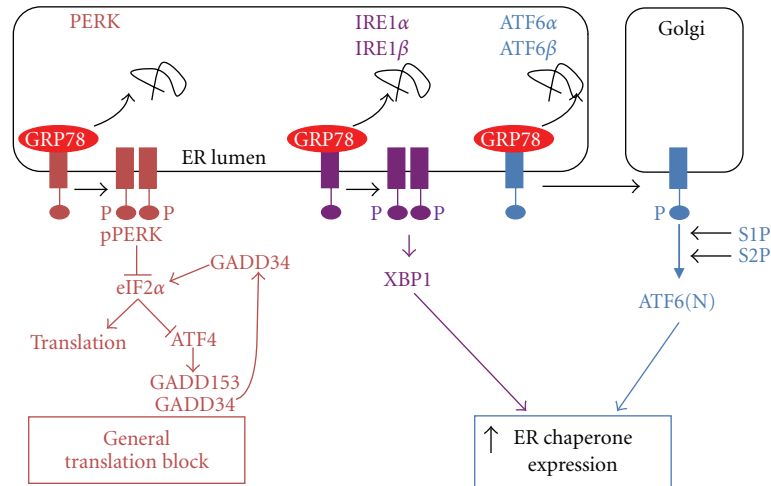 PERK
IRE1α
IRE1β
ATF6α
ATF6β
Golgi
GRP78
GRP78
GRP78
ER lumen
P
P
P
P
P
pPERK
S1P
S2P
GADD34
eIF2α
XBP1
ATF6(N)
Translation
ATF4
GADD153
GADD34
General
translation block
ER chaperone
expression